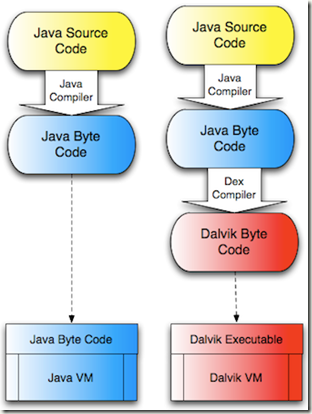 Java Source
Code
Java
Compiler
Java Byte
Code
Java Byte Code
Java VM
Java Source
Code
Java
Compiler
Java Byte
Code
Dex
Compiler
Dalvik Byte
Code
Dalvik Executable
Dalvik VM